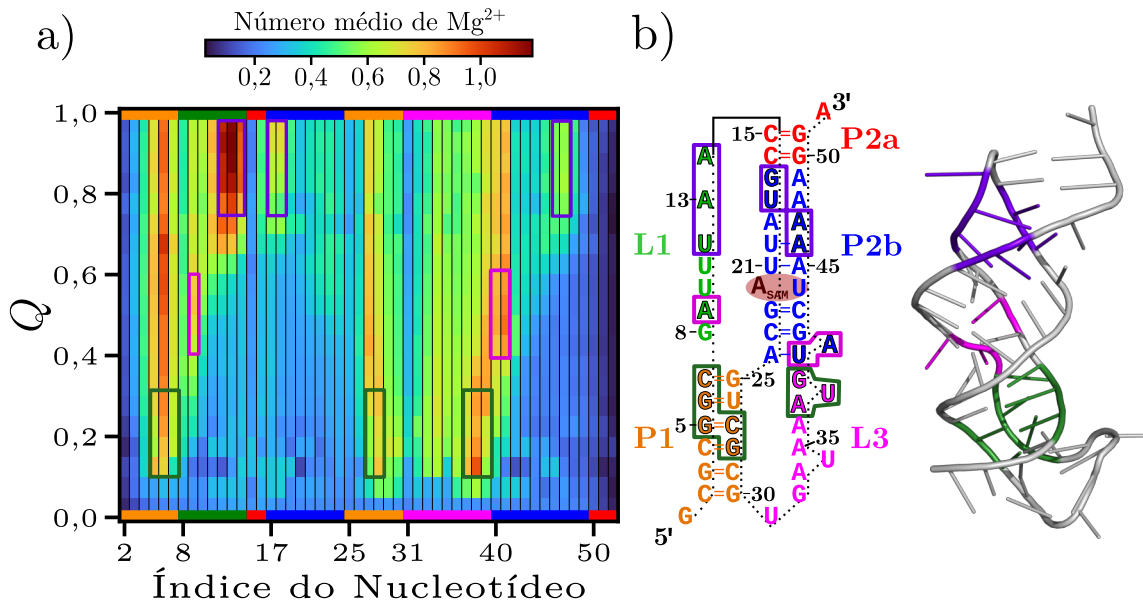 a)
Número médio de Mg²⁺
0,2 0,4 0,6 0,8 1,0
1,0
0,8
0,6
0,4
0,2
0,0
Q
2 8 17 25 31 40 50
Índice do Nucleotídeo
b)
A 3'
15 C=G P2a
A C=G 50
G A
13 A U A
A A
U U A
L1 P2b
U 21 U A 45
U A SAM U
A G C
8 G C G
A U A
C G 25 G
G U A U
5 G C A
P1 35 L3
C G A U
G C A
C G 30 G
G U
5'